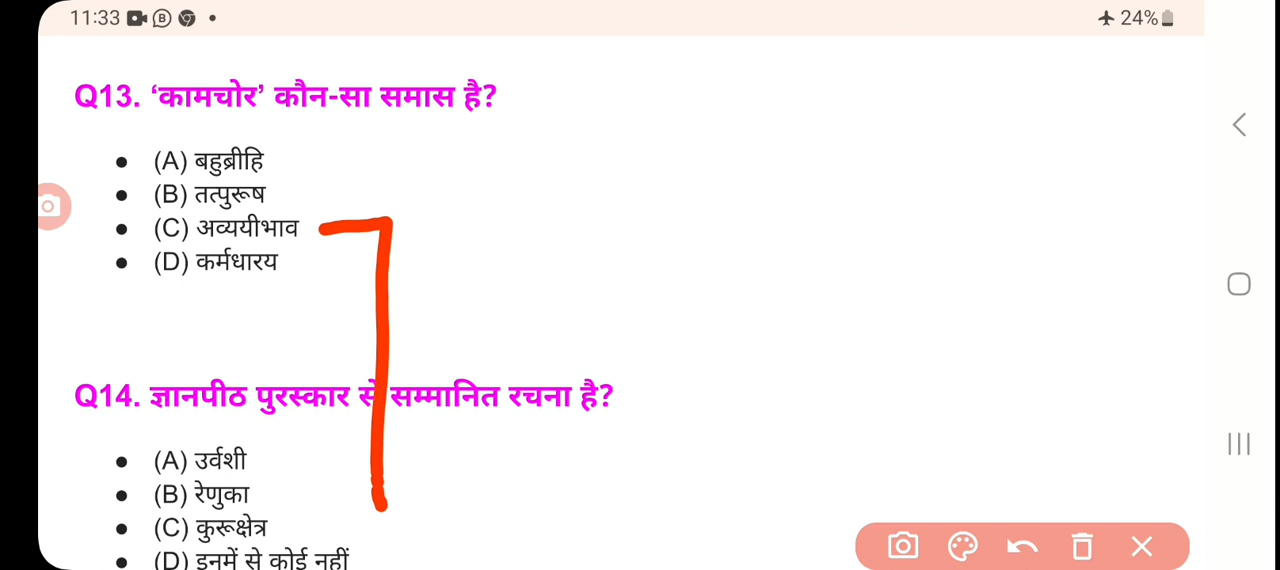 11:33
24%
Q13. ‘कामचोर’ कौन-सा समास है?
(A) बहुब्रीहि
(B) तत्पुरूष
(C) अव्ययीभाव
(D) कर्मधारय
Q14. ज्ञानपीठ पुरस्कार से सम्मानित रचना है?
(A) उर्वशी
(B) रेणुका
(C) कुरूक्षेत्र
(D) इनमें से कोई नहीं